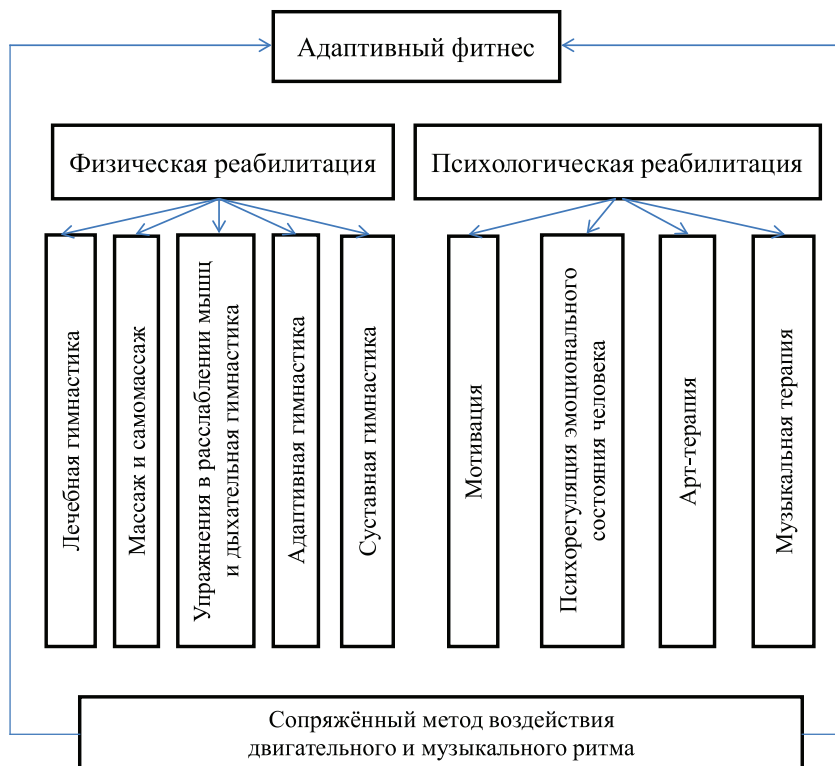 Адаптивный фитнес
Физическая реабилитация
Психологическая реабилитация
Лечебная гимнастика
Массаж и самомассаж
Упражнения в расслаблении мышц
и дыхательная гимнастика
Адаптивная гимнастика
Суставная гимнастика
Мотивация
Психорегуляция эмоционального
состояния человека
Арт-терапия
Музыкальная терапия
Сопряжённый метод воздействия
двигательного и музыкального ритма